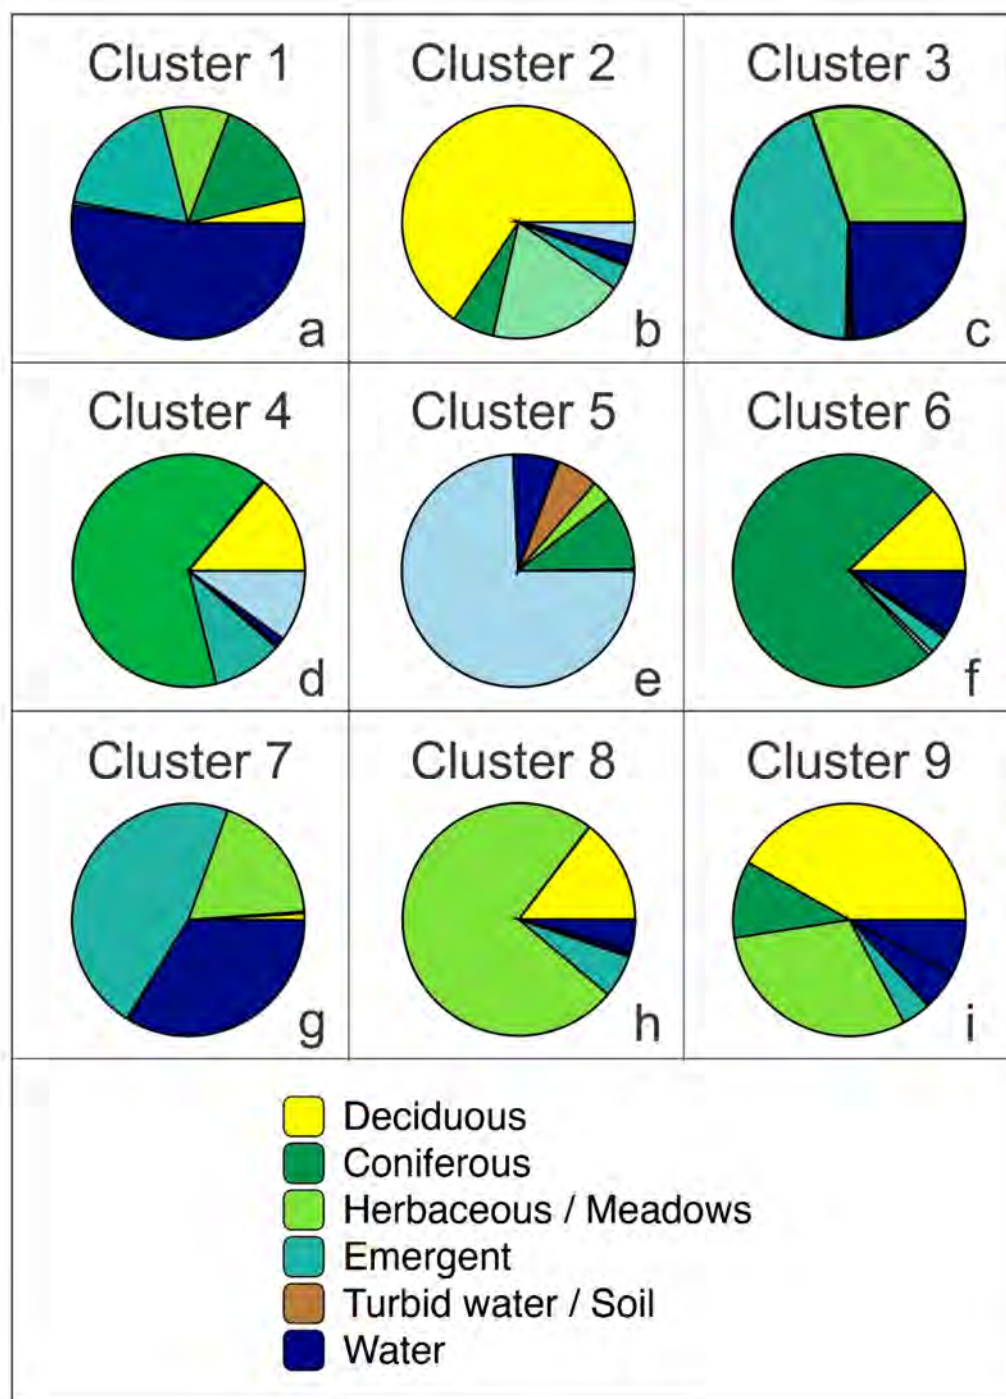 Cluster 1
Cluster 2
Cluster 3
a
b
c
Cluster 4
Cluster 5
Cluster 6
d
e
f
Cluster 7
Cluster 8
Cluster 9
g
h
i
Deciduous
Coniferous
Herbaceous / Meadows
Emergent
Turbid water / Soil
Water